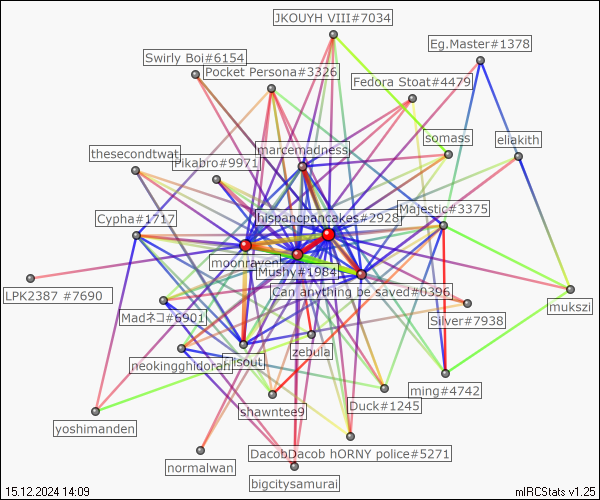 JKOUYH VIII#7034
Eg.Master#1378
Swirly Boi#6154
Pocket Persona#3326
Fedora Stoat#4479
somass
eliakith
marcemadness
thesecondtwat
Pikabro#9971
Majestic#3375
hispancpancakes#2928
Cypha#1717
moonraven
Mushy#1984
Can anything be saved#0396
LPK2387 #7690
mukszi
Madネコ#6901
Silver#7938
zebula
isout
neokingghidorah
ming#4742
Duck#1245
shawntee9
yoshimanden
DacobDacob hORNY police#5271
normalwan
bigcitysamurai
15.12.2024 14:09
mIRCStats v1.25